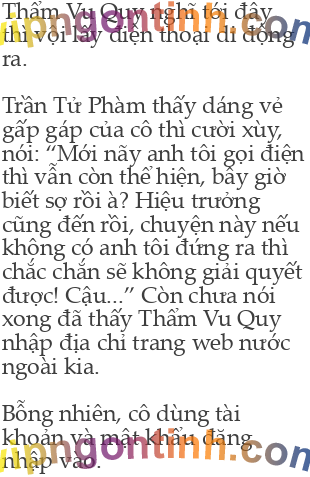 Thẩm Vu Quy nghĩ tới đây
thì vội lấy điện thoại di động
ra.
Trần Tử Phàm thấy dáng vẻ
gấp gáp của cô thì cười xùy,
nói: “Mới nãy anh tôi gọi điện
thì vẫn còn thể hiện, bây giờ
biết sợ rồi à? Hiệu trưởng
cũng đến rồi, chuyện này nếu
không có anh tôi đứng ra thì
chắc chắn sẽ không giải quyết
được! Cậu...” Còn chưa nói
xong đã thấy Thẩm Vu Quy
nhập địa chỉ trang web nước
ngoài kia.
Bỗng nhiên, cô dùng tài
khoản và mật khẩu đăng
nhập vào.
vipngontinh.com
vipngontinh.com